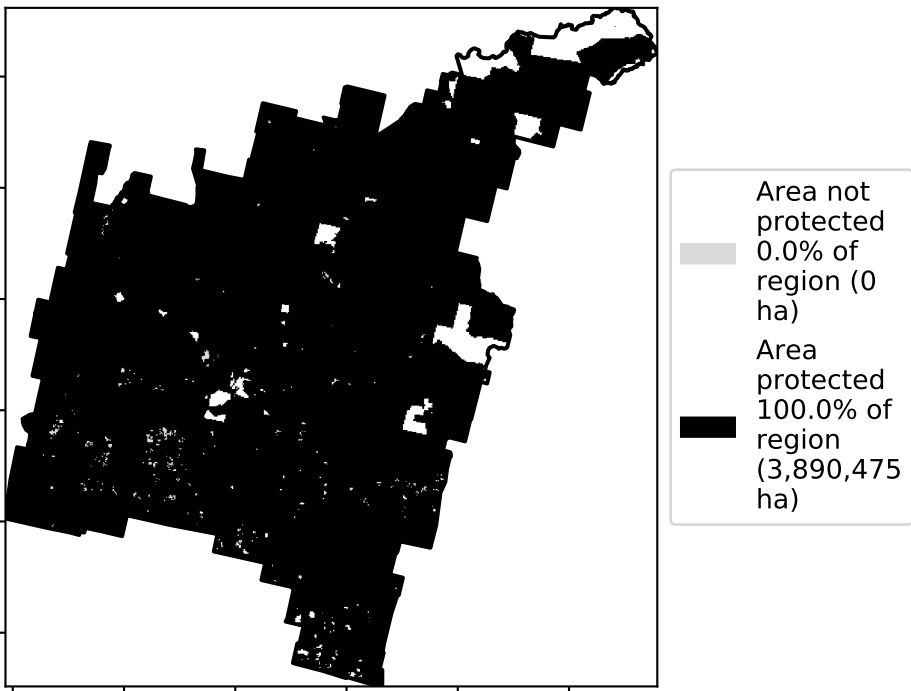 Area not
protected
0.0% of
region (0
ha)
Area
protected
100.0% of
region
(3,890,475
ha)